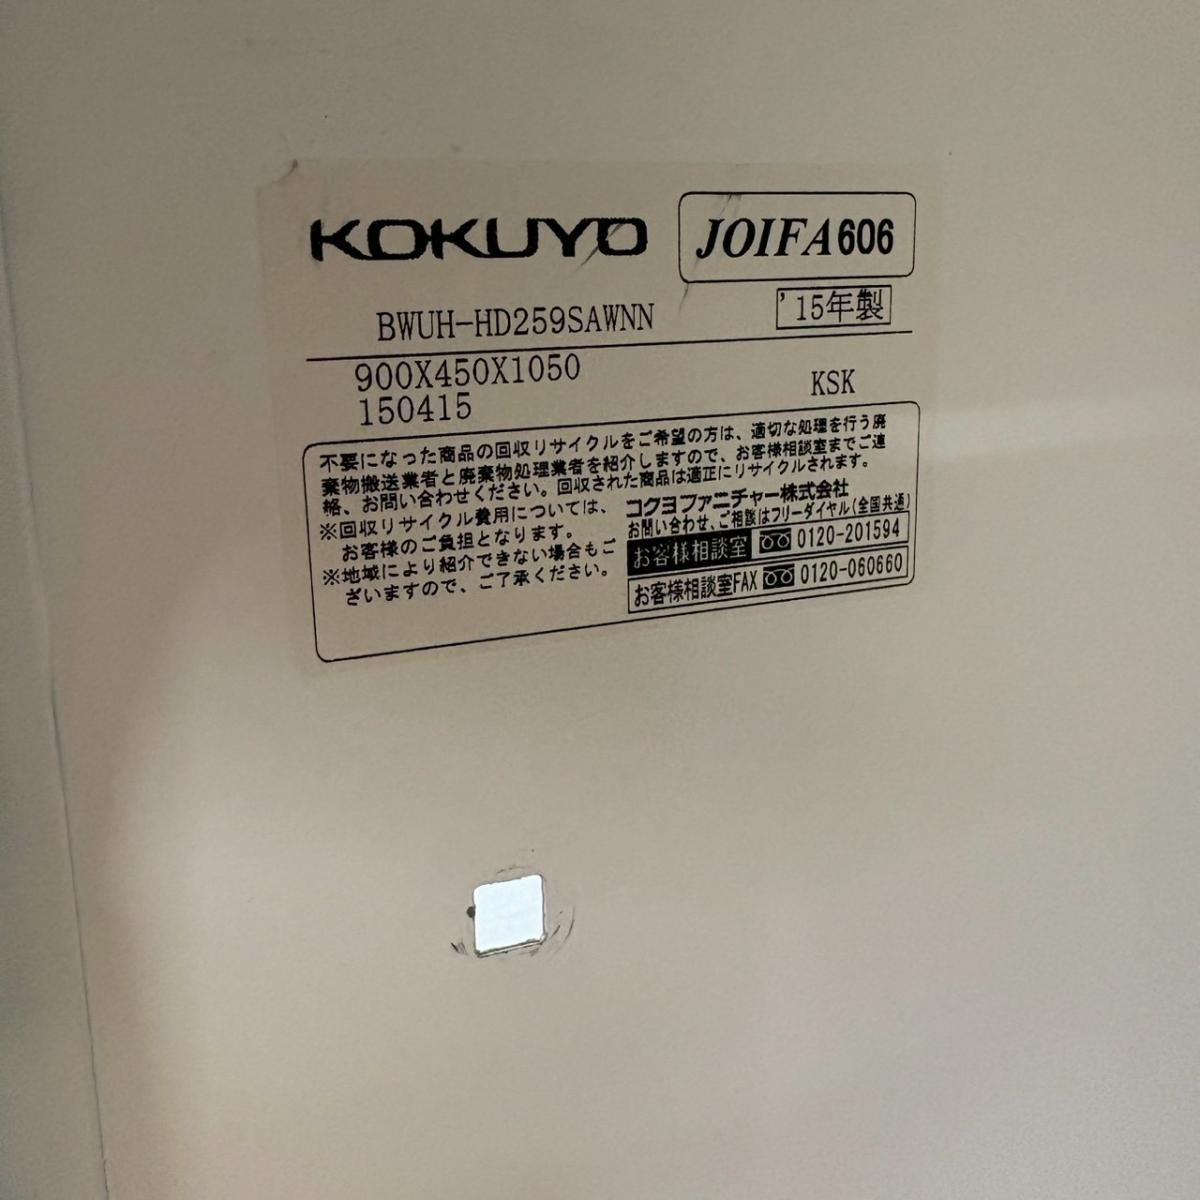 KOKUYO
JOIFA606
BWUH-HD259SAWNN
'15年製
900X450X1050
150415
KSK
不要になった商品の回収リサイクルをご希望の方は、適切な処理を行う廃
棄物搬送業者と廃棄物処理業者を紹介しますので、お客様相談室までご連
絡、お問い合わせください。回収された商品は適正にリサイクルされます。
※回収リサイクル費用については、
お客様のご負担となります。
※地域により紹介できない場合もご
ざいますので、ご了承ください。
コクヨファニチャー株式会社
お問い合わせ、ご相談はフリーダイヤル(全国共通)
お客様相談室 0120-201594
お客様相談室FAX 0120-060660